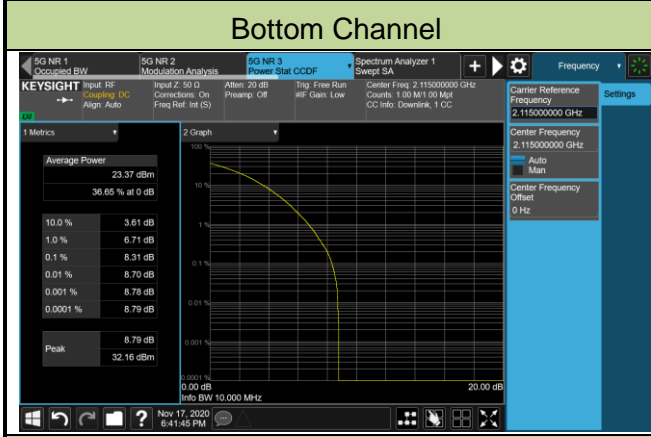 Bottom Channel
5G NR 1
Occupied BW
5G NR 2
Modulation Analysis
5G NR 3
Power Stat CCDF
Spectrum Analyzer 1
Swept SA
Frequency
KEYSIGHT
Input: RF
Coupling: DC
Align: Auto
Input Z: 50 Ω
Corrections: On
Freq Ref: Int (S)
Atten: 20 dB
Preamp: Off
Trig: Free Run
#IF Gain: Low
Center Freq: 2.115000000 GHz
Counts: 1.00 M/1.00 Mpt
CC Info: Downlink, 1 CC
Carrier Reference
Frequency
2.115000000 GHz
Settings
Center Frequency
2.115000000 GHz
Auto
Man
Center Frequency
Offset
0 Hz
1 Metrics
Average Power
23.37 dBm
36.65 % at 0 dB
10.0 % 3.61 dB
1.0 % 6.71 dB
0.1 % 8.31 dB
0.01 % 8.70 dB
0.001 % 8.78 dB
0.0001 % 8.79 dB
Peak
8.79 dB
32.16 dBm
2 Graph
100 %
10 %
1 %
0.1 %
0.01 %
0.001 %
0.0001 %
0.00 dB 20.00 dB
Info BW 10.000 MHz
Nov 17, 2020
6:41:45 PM